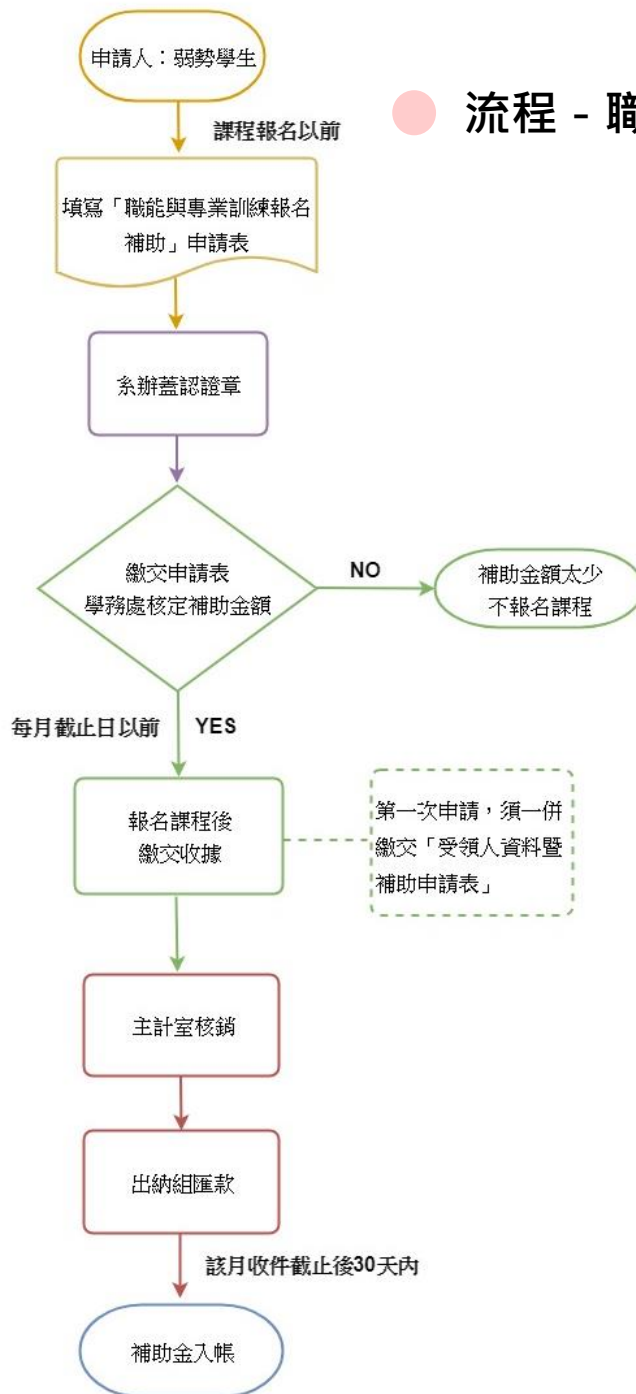 申請人：弱勢學生
流程 - 職
課程報名以前
填寫「職能與專業訓練報名
補助」申請表
系辦蓋認證章
繳交申請表
學務處核定補助金額
NO
補助金額太少
不報名課程
每月截止日以前
YES
報名課程後
繳交收據
第一次申請，須一併
繳交「受領人資料暨
補助申請表」
主計室核銷
出納組匯款
該月收件截止後30天內
補助金入帳